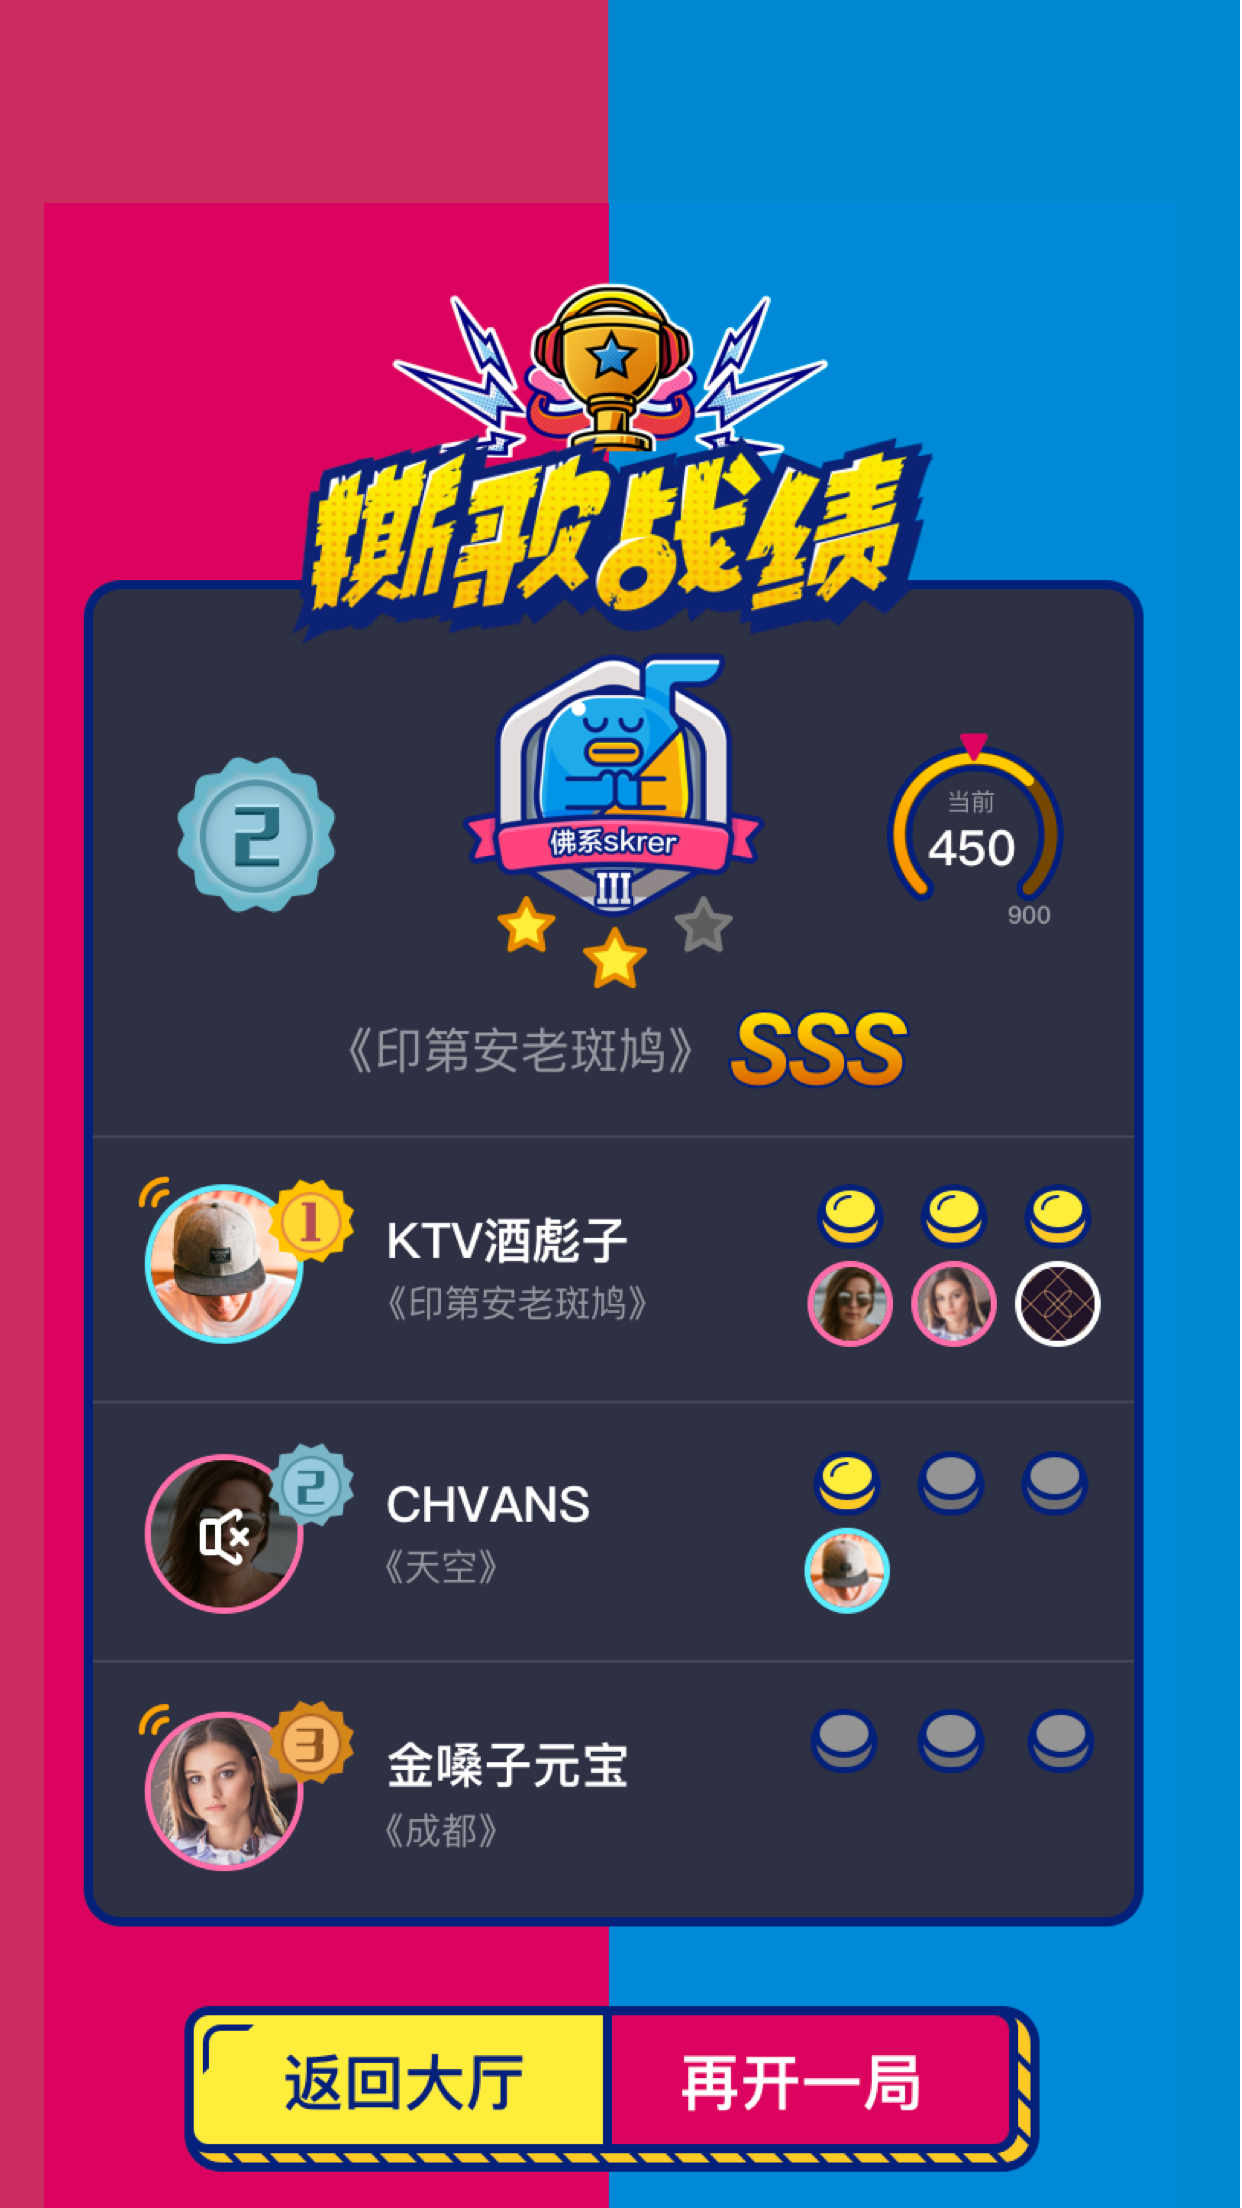 撕歌战绩
2
佛系skrer
III
当前
450
900
《印第安老斑鸠》 SSS
1
KTV酒彪子
《印第安老斑鸠》
2
CHVANS
《天空》
3
金嗓子元宝
《成都》
返回大厅
再开一局